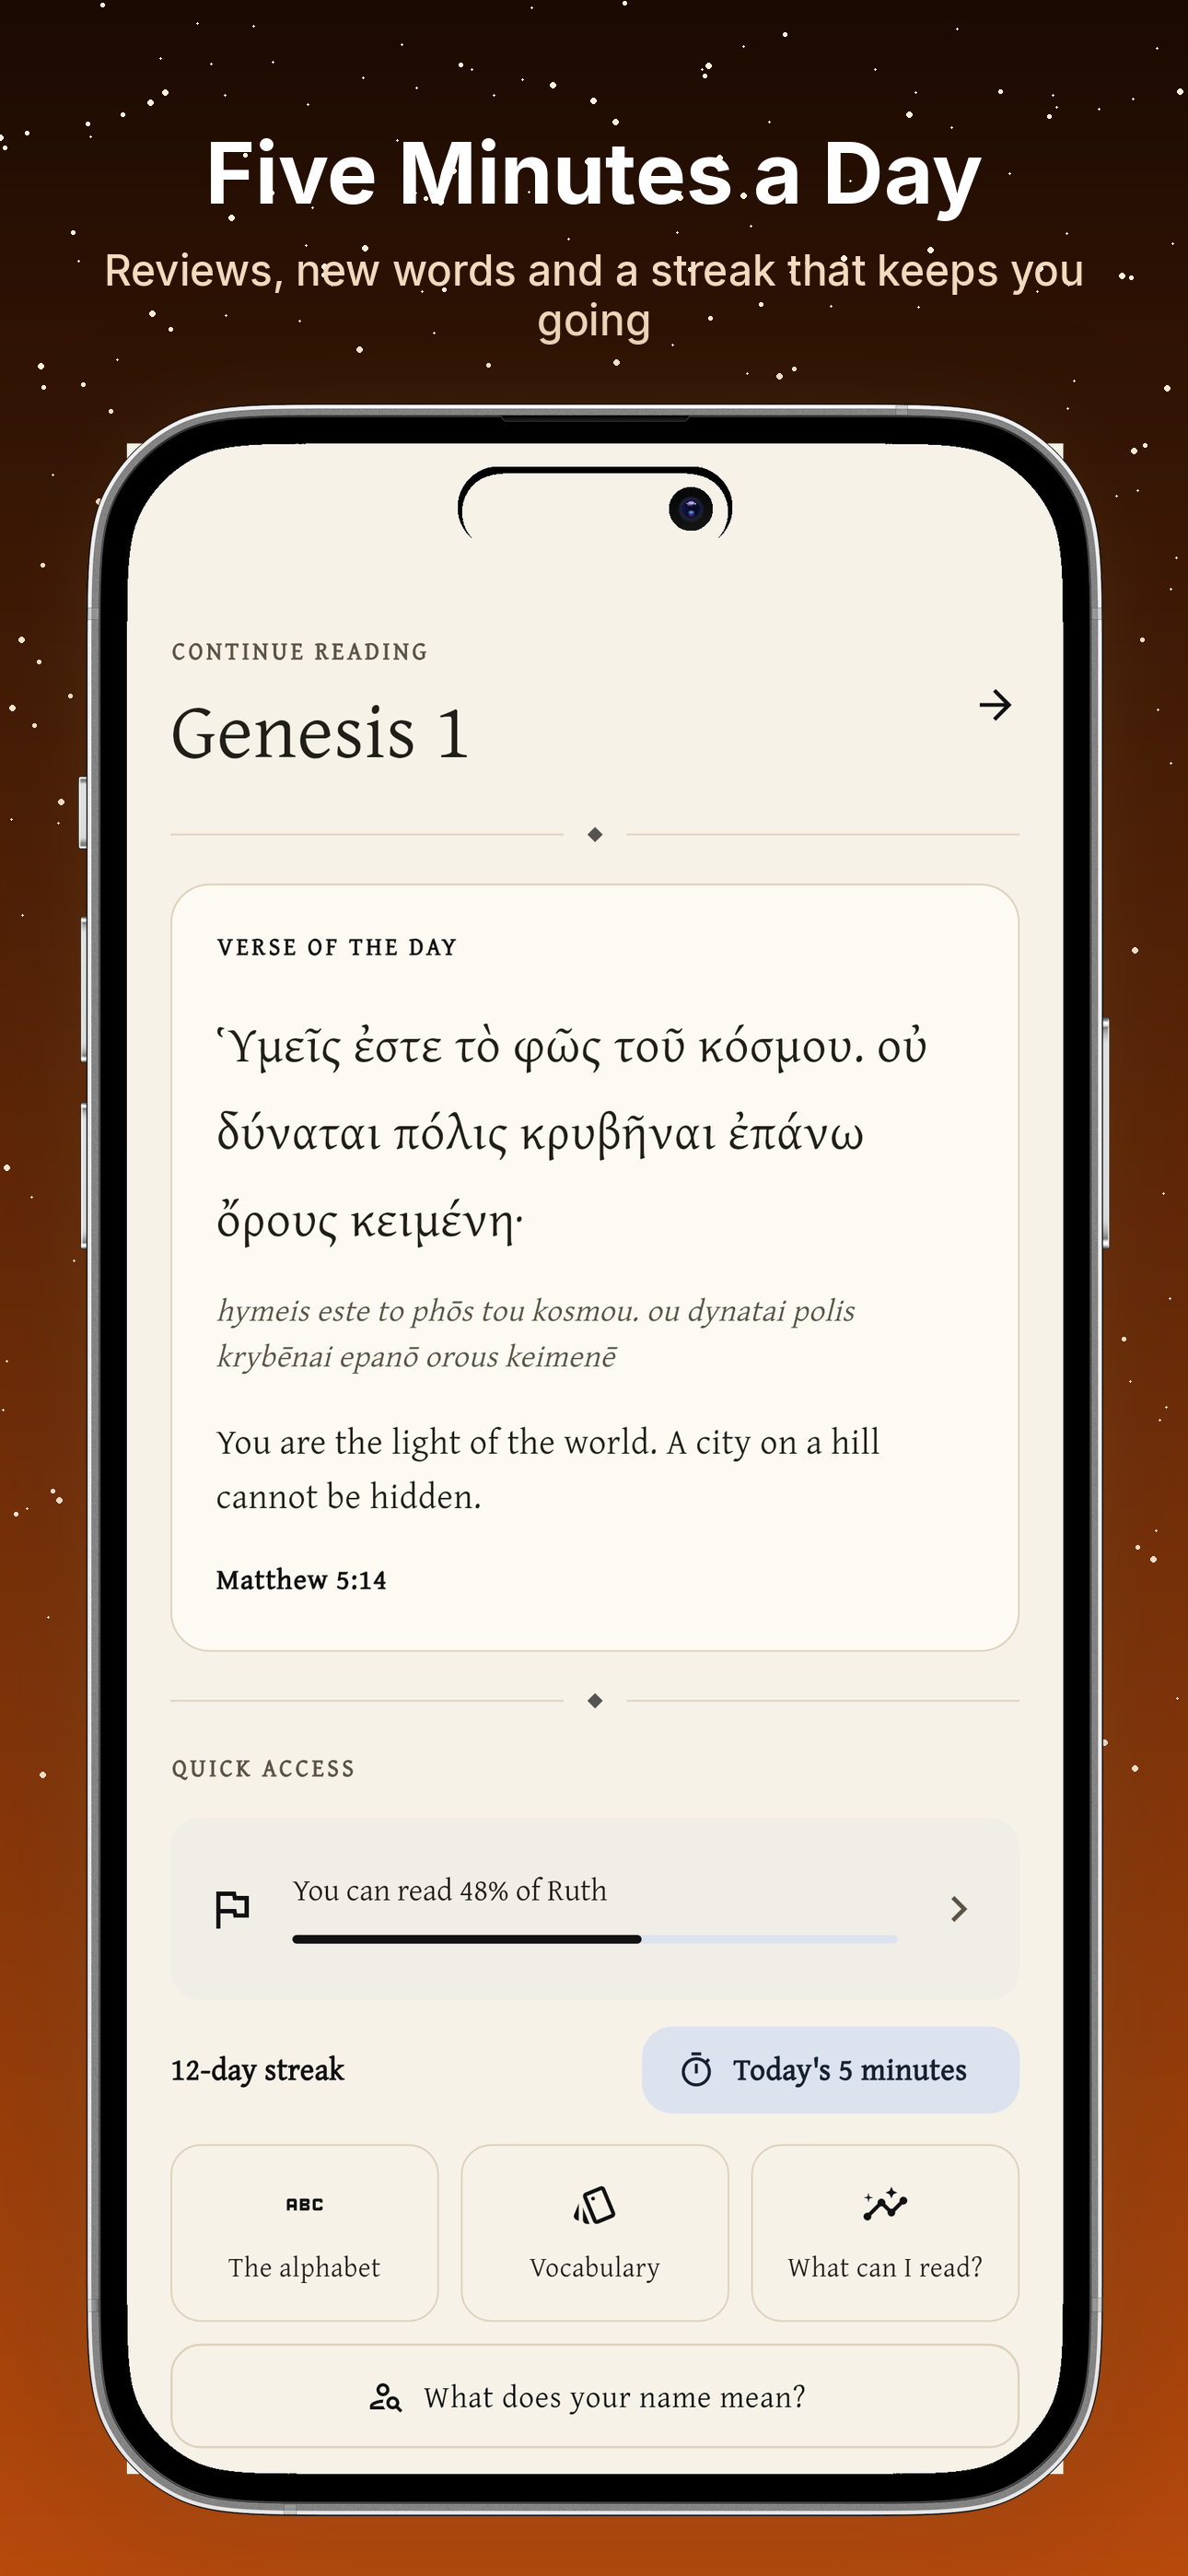 Five Minutes a Day
Reviews, new words and a streak that keeps you
going
CONTINUE READING
Genesis 1
VERSE OF THE DAY
Ὑμεῖς ἐστε τὸ φῶς τοῦ κόσμου. οὐ
δύναται πόλις κρυβῆναι ἐπάνω
ὄρους κειμένη·
hymeis este to phōs tou kosmou. ou dynatai polis
krybēnai epanō orous keimenē
You are the light of the world. A city on a hill
cannot be hidden.
Matthew 5:14
QUICK ACCESS
You can read 48% of Ruth
12-day streak
Today's 5 minutes
ABC
The alphabet
Vocabulary
What can I read?
What does your name mean?